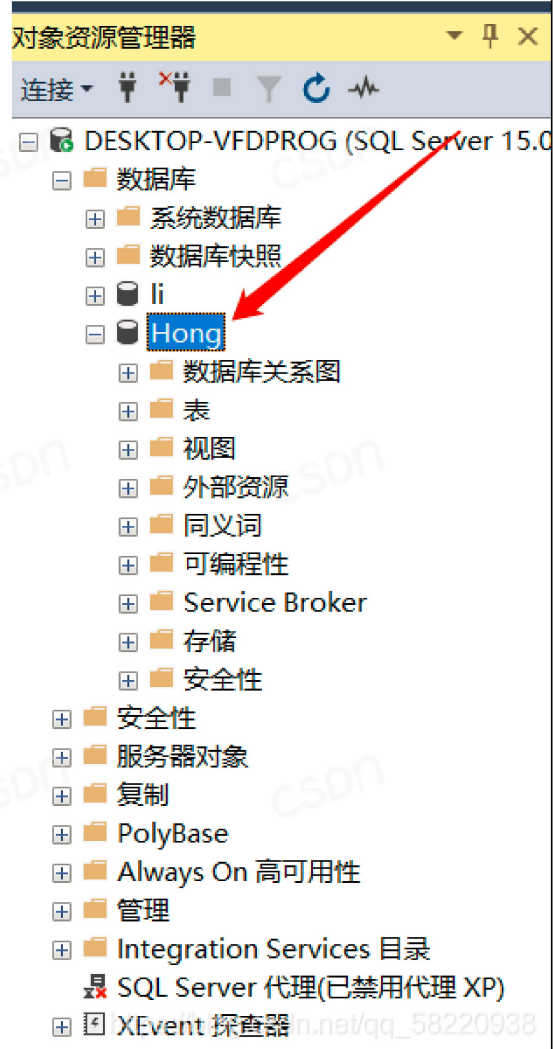 对象资源管理器
连接
DESKTOP-VFDPROG (SQL Server 15.0
数据库
系统数据库
数据库快照
li
Hong
数据库关系图
表
视图
外部资源
同义词
可编程性
Service Broker
存储
安全性
安全性
服务器对象
复制
PolyBase
Always On 高可用性
管理
Integration Services 目录
SQL Server 代理(已禁用代理 XP)
XEvent 探查器
CSDN
CSDN
CSDN